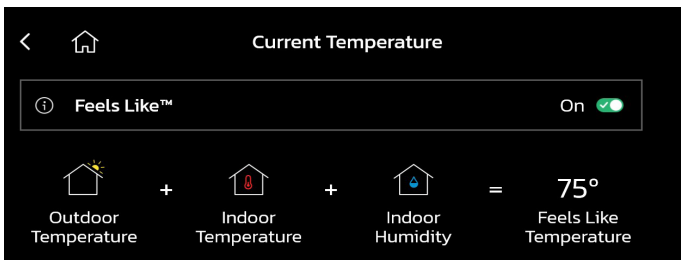 Current Temperature
Feels Like™
On
+ + = 75°
Outdoor Indoor Indoor Feels Like
Temperature Temperature Humidity Temperature